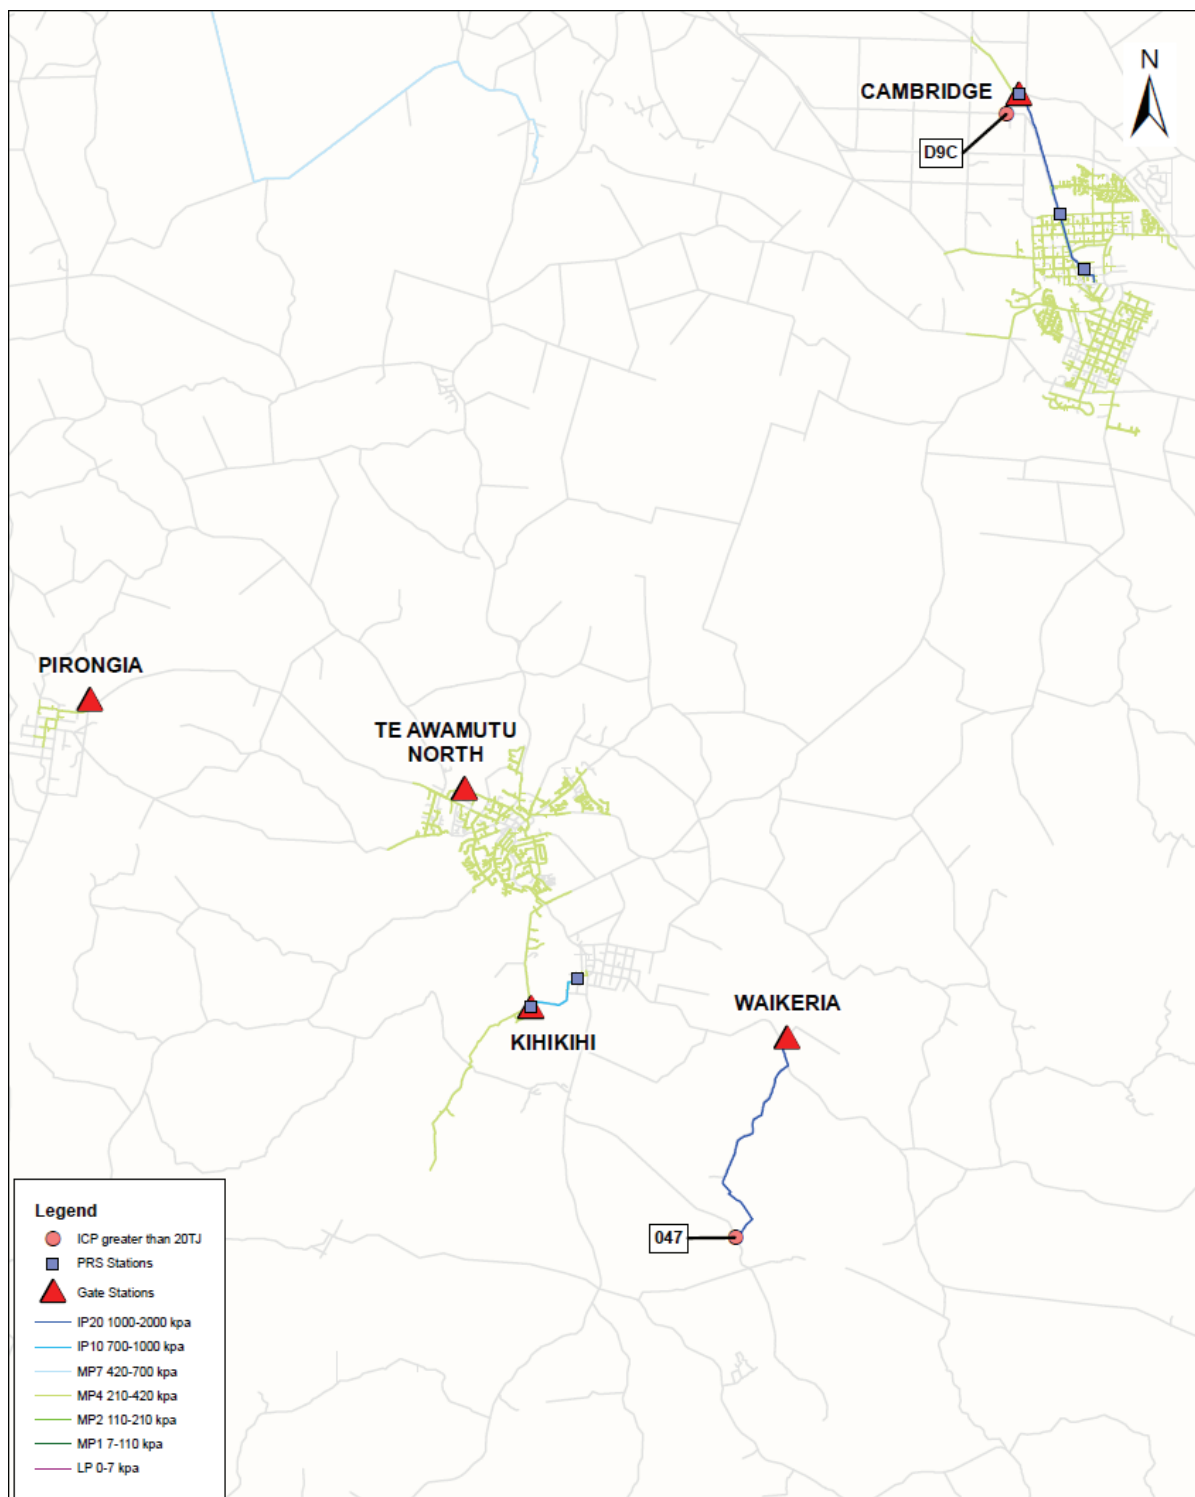 N
CAMBRIDGE
D9C
PIRONGIA
TE AWAMUTU
NORTH
WAIKERIA
KIHIKIHI
047
Legend
ICP greater than 20TJ
PRS Stations
Gate Stations
IP20 1000-2000 kpa
IP10 700-1000 kpa
MP7 420-700 kpa
MP4 210-420 kpa
MP2 110-210 kpa
MP1 7-110 kpa
LP 0-7 kpa